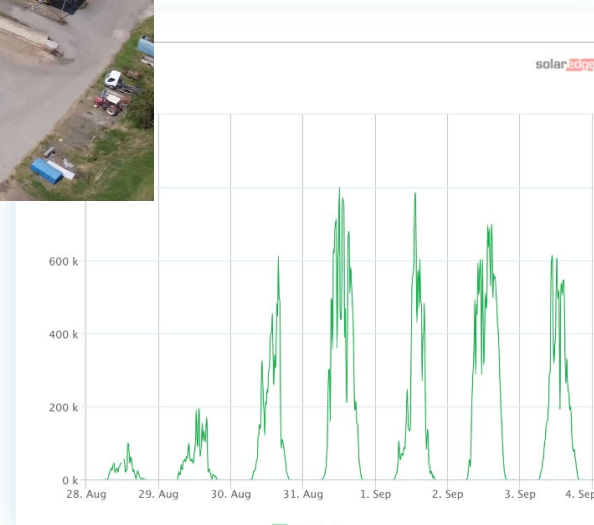 solaredge
600 k
400 k
200 k
0 k
28. Aug 29. Aug 30. Aug 31. Aug 1. Sep 2. Sep 3. Sep 4. Sep